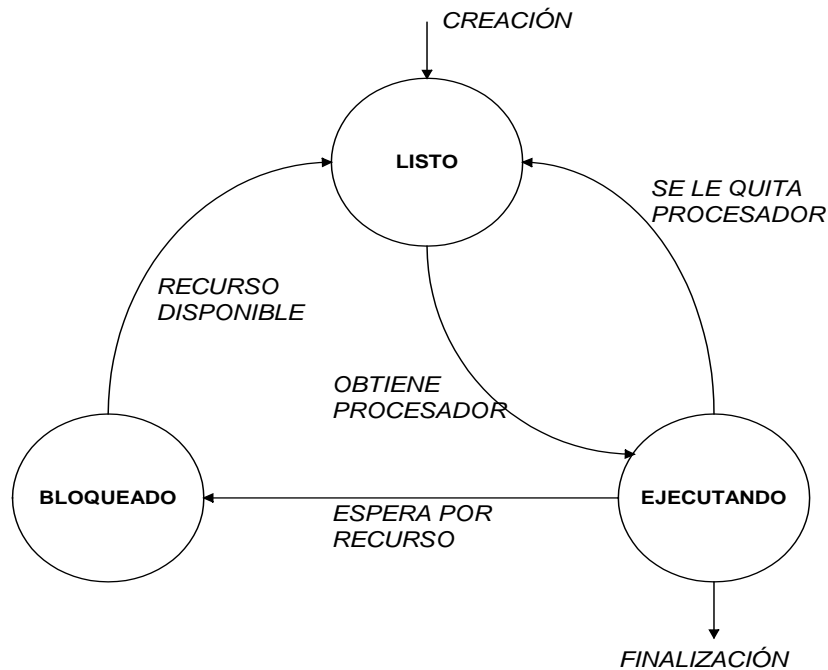 CREACIÓN
LISTO
SE LE QUITA
PROCESADOR
RECURSO
DISPONIBLE
OBTIENE
PROCESADOR
BLOQUEADO
EJECUTANDO
ESPERA POR
RECURSO
FINALIZACIÓN